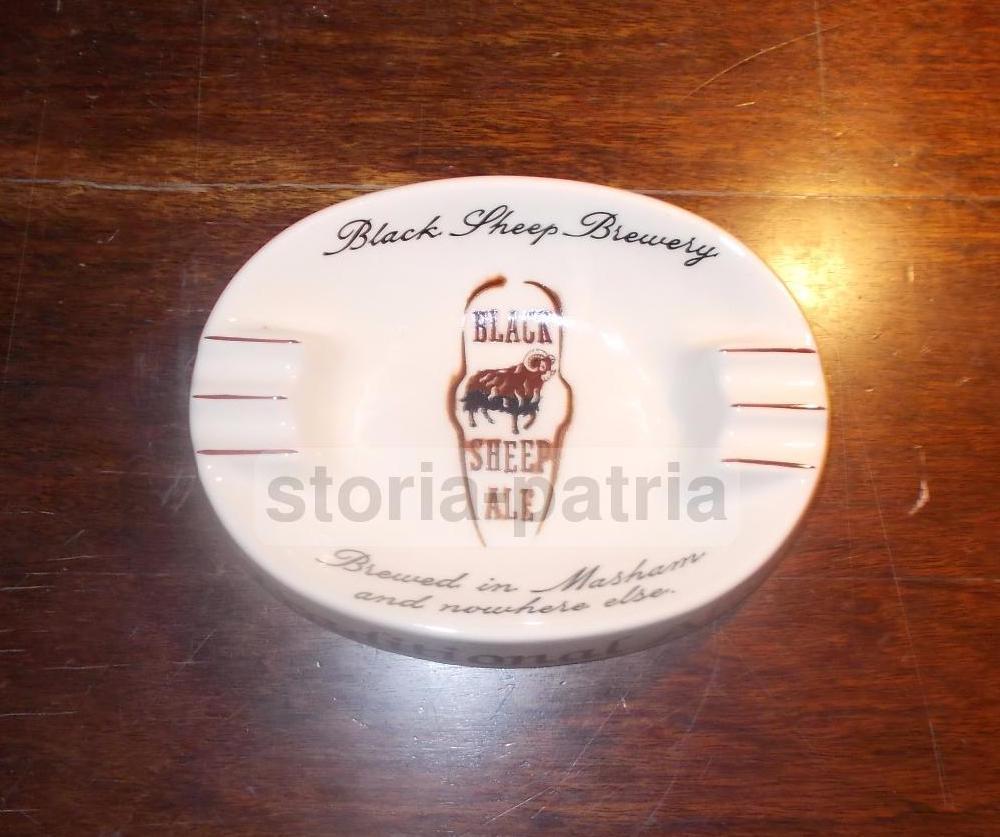 Black Sheep Brewery
BLACK
SHEEP
ALE
storia patria
Brewed in Masham
and nowhere else.